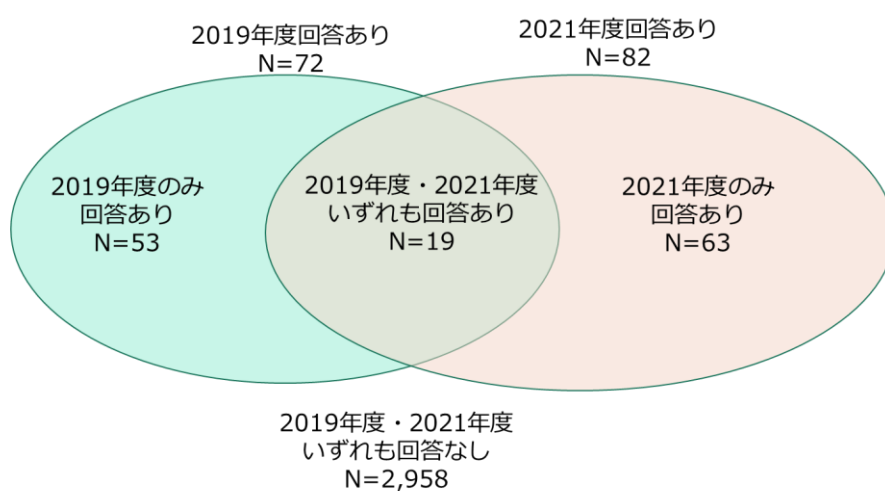 2019年度回答あり
N=72
2021年度回答あり
N=82
2019年度のみ
回答あり
N=53
2019年度・2021年度
いずれも回答あり
N=19
2021年度のみ
回答あり
N=63
2019年度・2021年度
いずれも回答なし
N=2,958